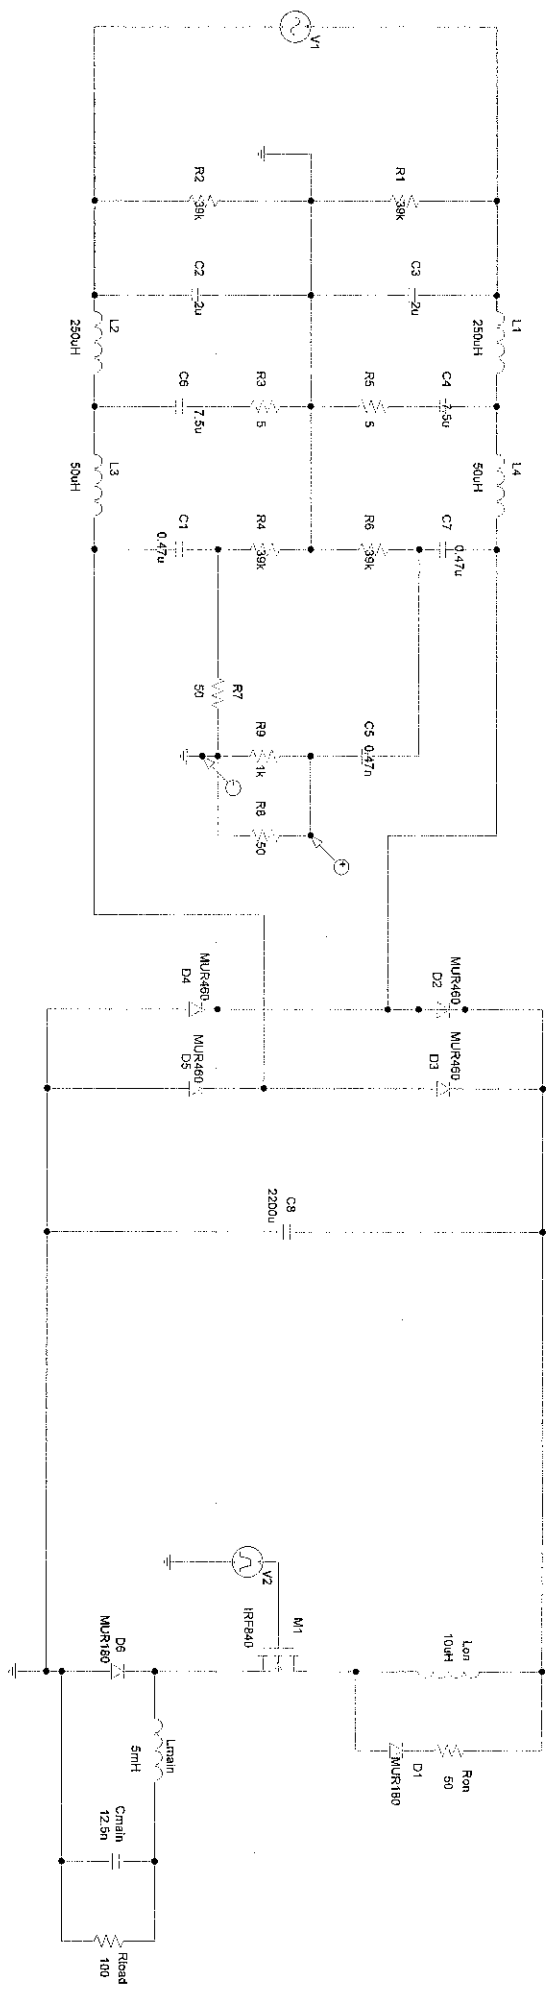 V1
R2
39k
R1
39k
C2
2u
C3
2u
L2
250uH
L1
250uH
C6
7.5u
R3
5
R5
5
C4
7.5u
L3
50uH
L4
50uH
C1
0.47u
R4
39k
R6
39k
C7
0.47u
R7
50
R9
1k
C5
0.47n
R8
50
+
-
MUR460
D4
MUR460
D2
MUR460
D5
MUR460
D3
C8
2200u
V2
M1
IRF840
Lon
10uH
D6
MUR180
Ron
50
D1
MUR180
Lmain
5mH
Cmain
12.5n
Rload
100